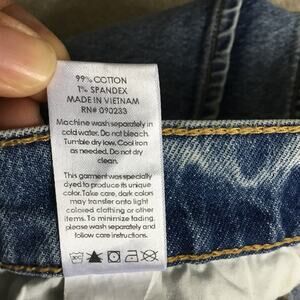 99% COTTON
1% SPANDEX
MADE IN VIETNAM
RN# 090233
Machine wash separately in
cold water. Do not bleach.
Tumble dry low. Cool iron
as needed. Do not dry
clean.
This garment was specially
dyed to produce its unique
color. Take care, dark colors
may transfer onto light
colored clothing or other
items. To minimize fading,
please wash separately and
follow care instructions.